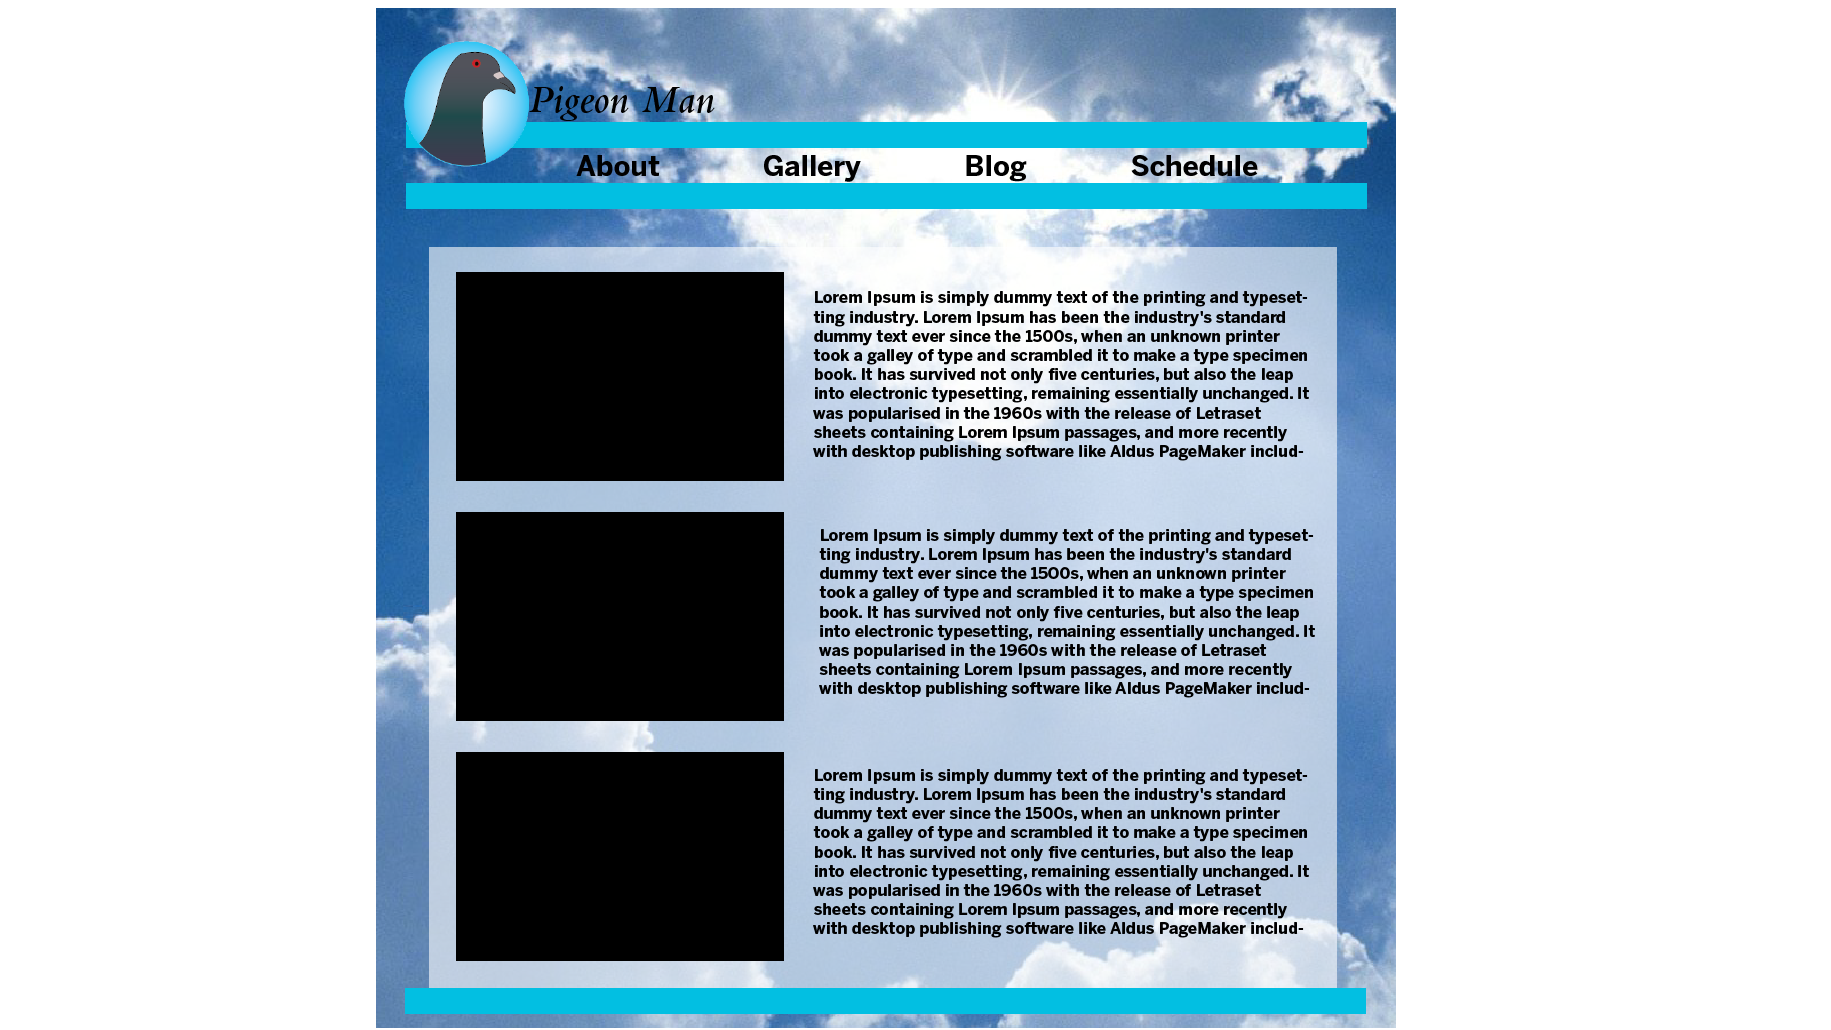 Pigeon Man
About Gallery Blog Schedule
Lorem Ipsum is simply dummy text of the printing and typeset-
ting industry. Lorem Ipsum has been the industry's standard
dummy text ever since the 1500s, when an unknown printer
took a galley of type and scrambled it to make a type specimen
book. It has survived not only five centuries, but also the leap
into electronic typesetting, remaining essentially unchanged. It
was popularised in the 1960s with the release of Letraset
sheets containing Lorem Ipsum passages, and more recently
with desktop publishing software like Aldus PageMaker includ-
Lorem Ipsum is simply dummy text of the printing and typeset-
ting industry. Lorem Ipsum has been the industry's standard
dummy text ever since the 1500s, when an unknown printer
took a galley of type and scrambled it to make a type specimen
book. It has survived not only five centuries, but also the leap
into electronic typesetting, remaining essentially unchanged. It
was popularised in the 1960s with the release of Letraset
sheets containing Lorem Ipsum passages, and more recently
with desktop publishing software like Aldus PageMaker includ-
Lorem Ipsum is simply dummy text of the printing and typeset-
ting industry. Lorem Ipsum has been the industry's standard
dummy text ever since the 1500s, when an unknown printer
took a galley of type and scrambled it to make a type specimen
book. It has survived not only five centuries, but also the leap
into electronic typesetting, remaining essentially unchanged. It
was popularised in the 1960s with the release of Letraset
sheets containing Lorem Ipsum passages, and more recently
with desktop publishing software like Aldus PageMaker includ-